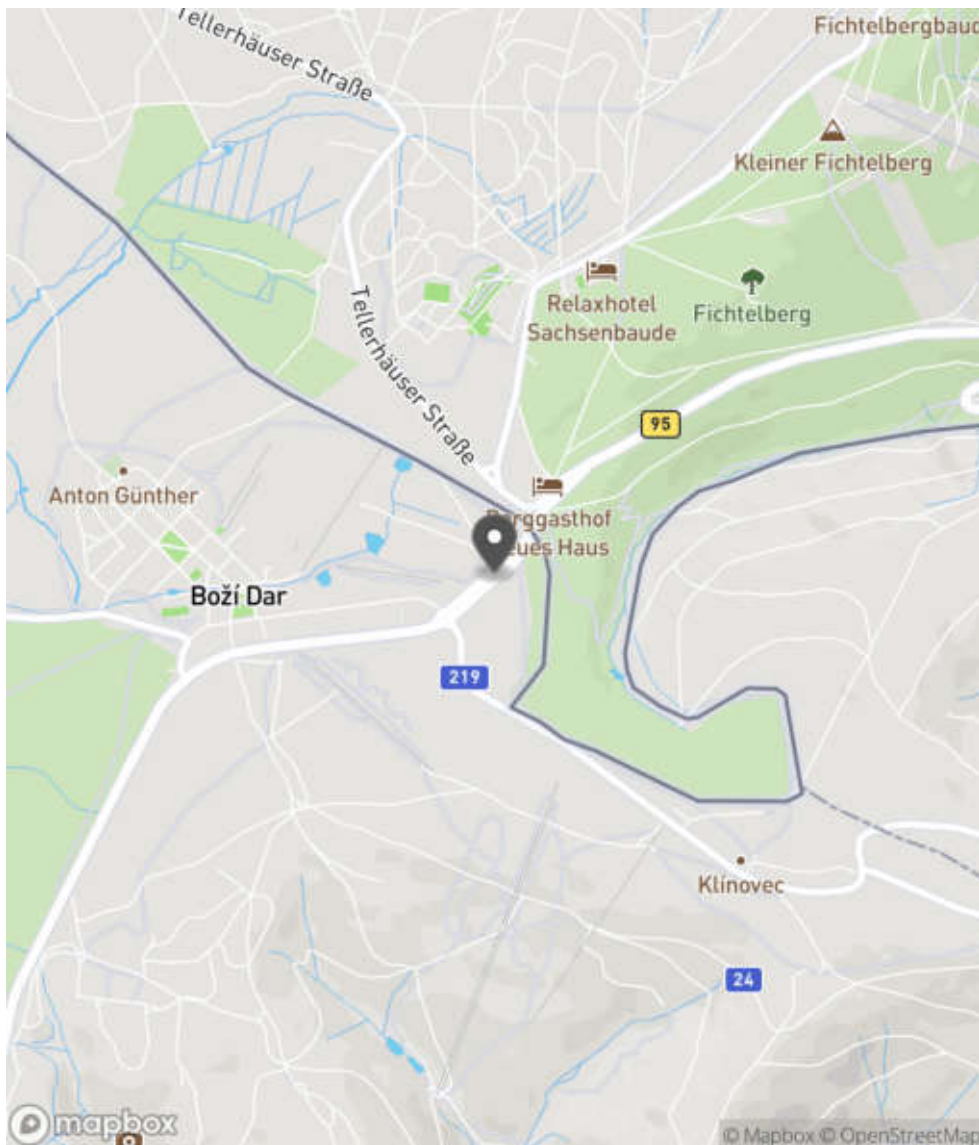 Tellerhäuser Straße
Fichtelbergbaud
Kleiner Fichtelberg
Tellerhäuser Straße
Relaxhotel
Sachsenbaude
Fichtelberg
95
Anton Günther
Haus
Boží Dar
219
Klínovec
24
mapbox
© Mapbox © OpenStreetMap